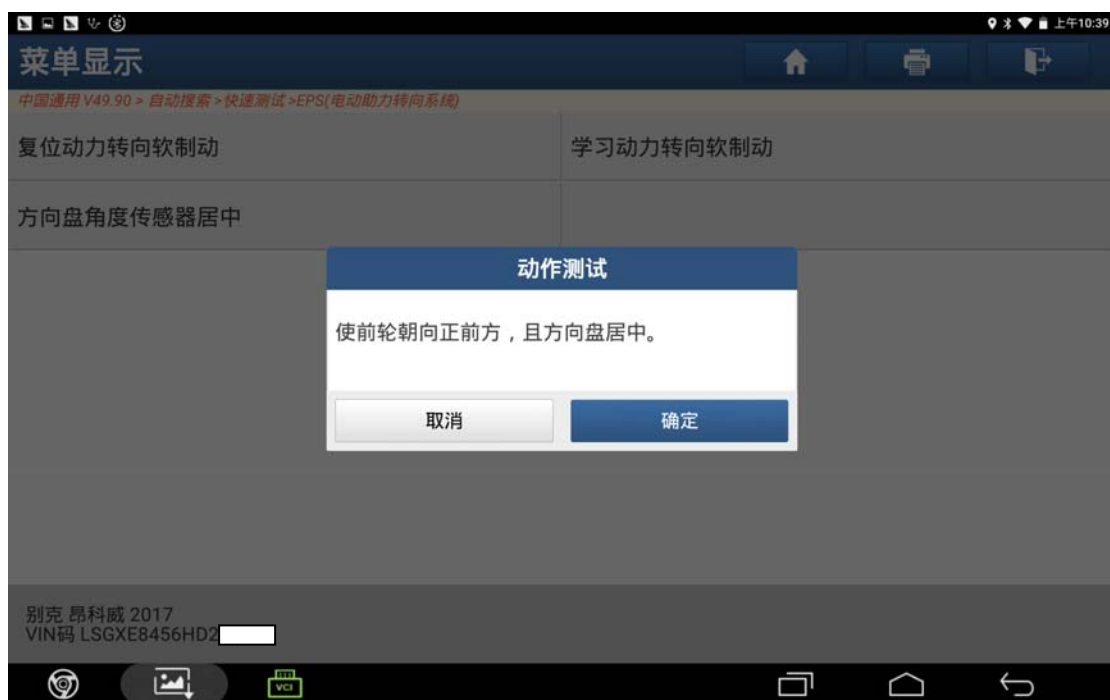 上午10:39
菜单显示
中国通用 V49.90 > 自动搜索 > 快速测试 >EPS(电动助力转向系统)
复位动力转向软制动
学习动力转向软制动
方向盘角度传感器居中
动作测试
使前轮朝向正前方，且方向盘居中。
取消
确定
别克 昂科威 2017
VIN码 LSGXE8456HD2
VCI